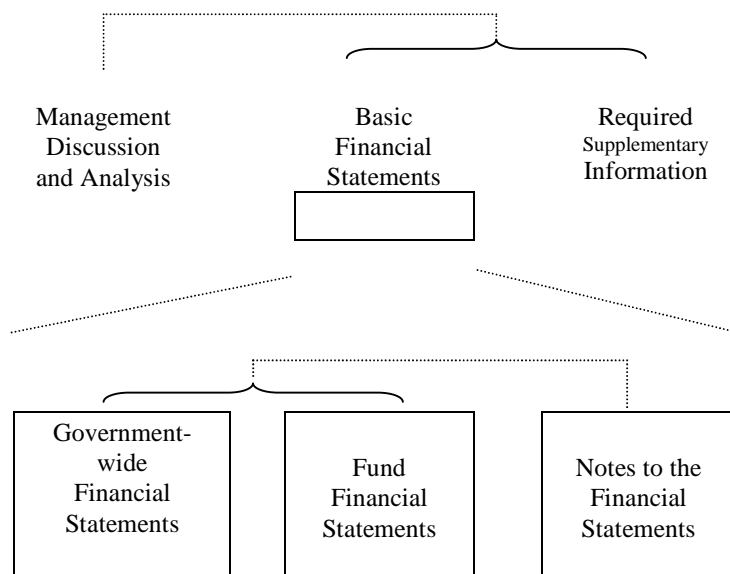 Management
Discussion
and Analysis
Basic
Financial
Statements
Required
Supplementary
Information
Government-
wide
Financial
Statements
Fund
Financial
Statements
Notes to the
Financial
Statements